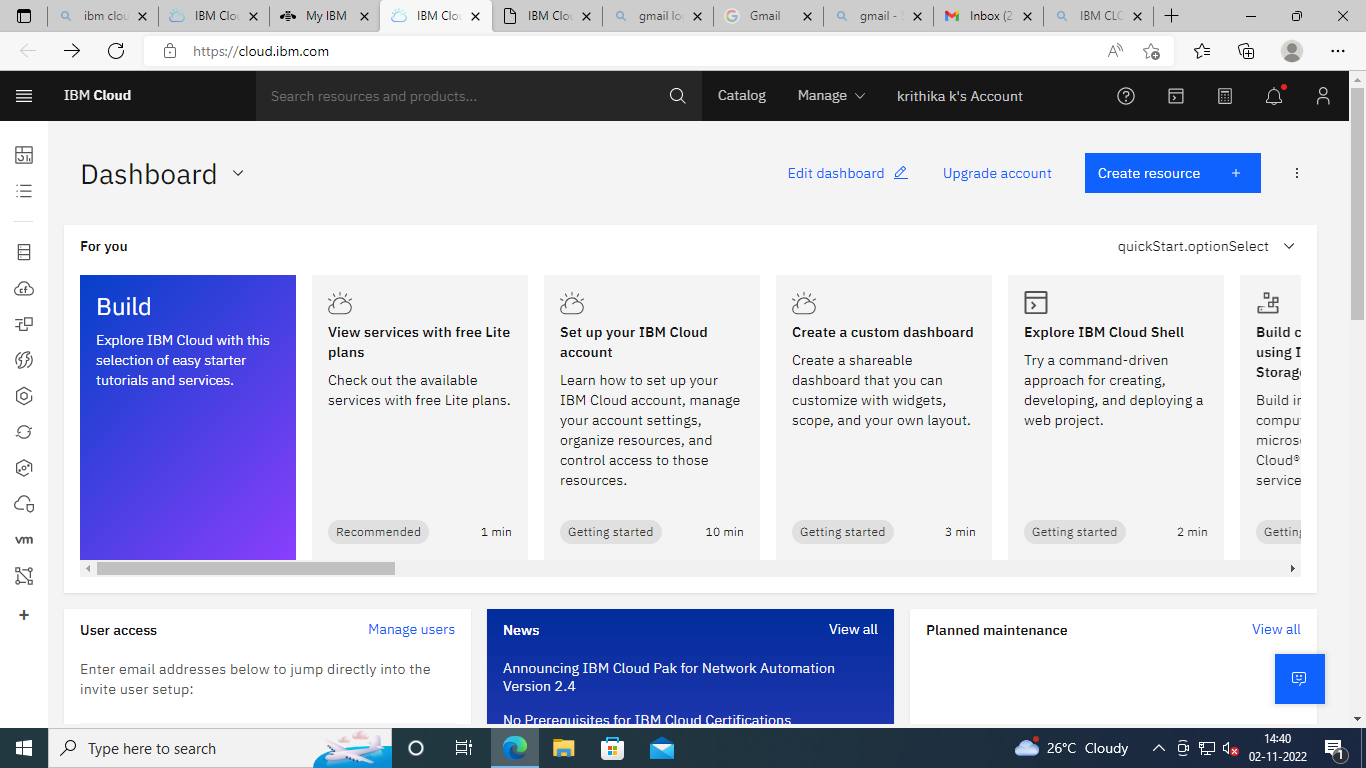 ibm clou
IBM Clou
My IBM
IBM Clou
IBM Clou
gmail lo
Gmail
gmail - S
Inbox (2
IBM CLO
https://cloud.ibm.com
IBM Cloud
Search resources and products...
Catalog
Manage
krithika k's Account
Dashboard
Edit dashboard
Upgrade account
Create resource
For you
quickStart.optionSelect
Build
Explore IBM Cloud with this
selection of easy starter
tutorials and services.
View services with free Lite
plans
Check out the available
services with free Lite plans.
Recommended
1 min
Set up your IBM Cloud
account
Learn how to set up your
IBM Cloud account, manage
your account settings,
organize resources, and
control access to those
resources.
Getting started
10 min
Create a custom dashboard
Create a shareable
dashboard that you can
customize with widgets,
scope, and your own layout.
Getting started
3 min
Explore IBM Cloud Shell
Try a command-driven
approach for creating,
developing, and deploying a
web project.
Getting started
2 min
Build c
using I
Storage
Build in
comput
microse
Cloud®
service
Getting
vm
User access
Manage users
Enter email addresses below to jump directly into the
invite user setup:
News
View all
Announcing IBM Cloud Pak for Network Automation
Version 2.4
No Prerequisites for IBM Cloud Certifications
Planned maintenance
View all
Type here to search
26°C Cloudy
14:40
02-11-2022
1